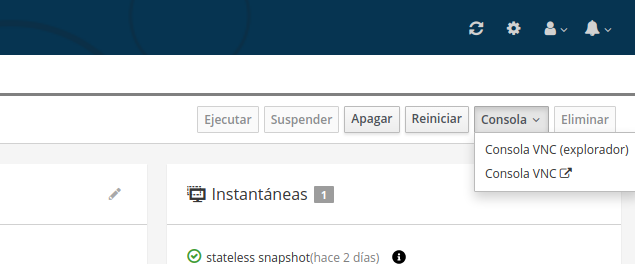 Ejecutar Suspender Apagar Reiniciar Consola Eliminar
Consola VNC (explorador)
Consola VNC
Instantáneas 1
stateless snapshot(hace 2 días)